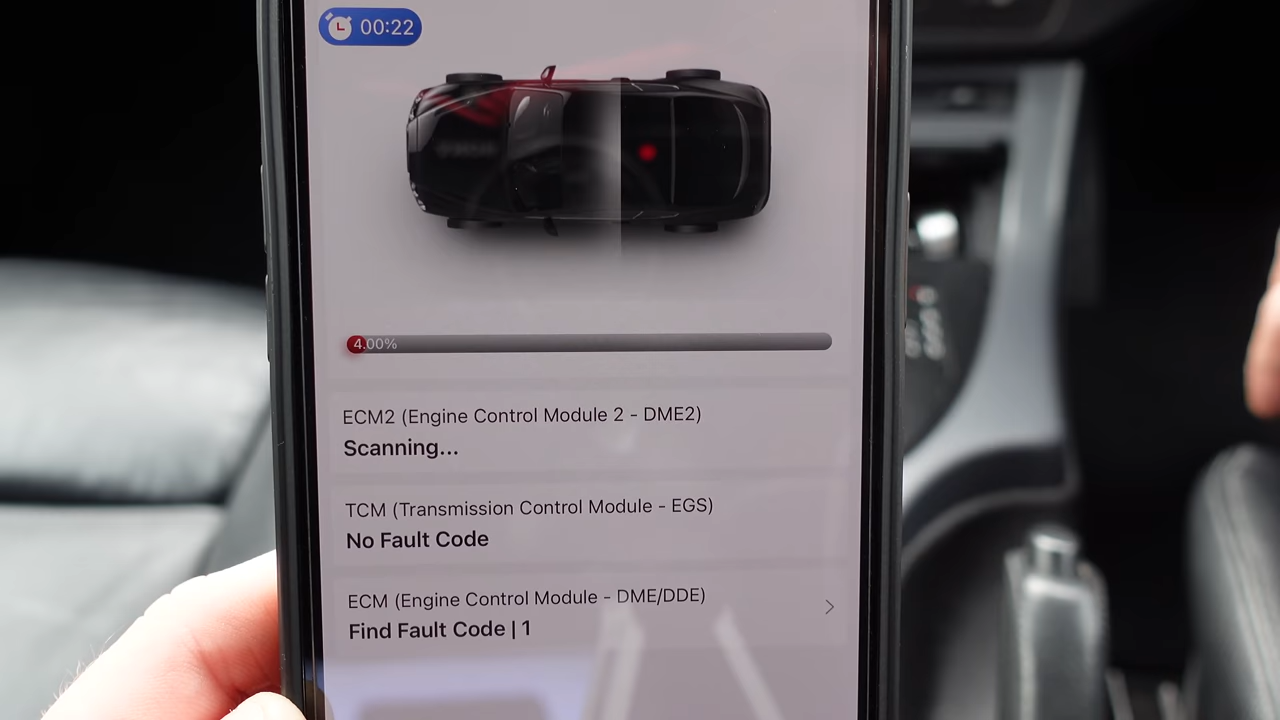 00:22
4.00%
ECM2 (Engine Control Module 2 - DME2)
Scanning...
TCM (Transmission Control Module - EGS)
No Fault Code
ECM (Engine Control Module - DME/DDE)
Find Fault Code | 1